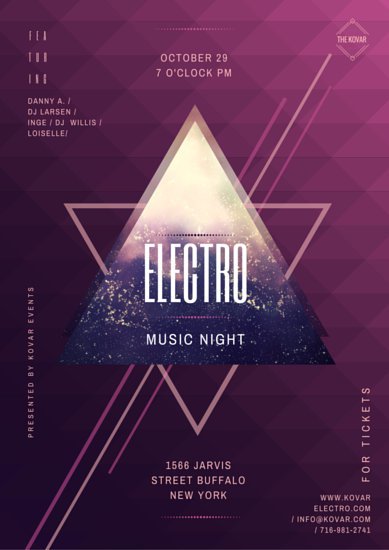 FEA
TUR
ING
DANNY A. /
DJ LARSEN /
INGE / DJ WILLIS /
LOISELLE/
OCTOBER 29
7 O'CLOCK PM
THE KOVAR
ELECTRO
MUSIC NIGHT
PRESENTED BY KOVAR EVENTS
1566 JARVIS
STREET BUFFALO
NEW YORK
FOR TICKETS
WWW.KOVAR
ELECTRO.COM
/ INFO@KOVAR.COM
/ 716-981-2741